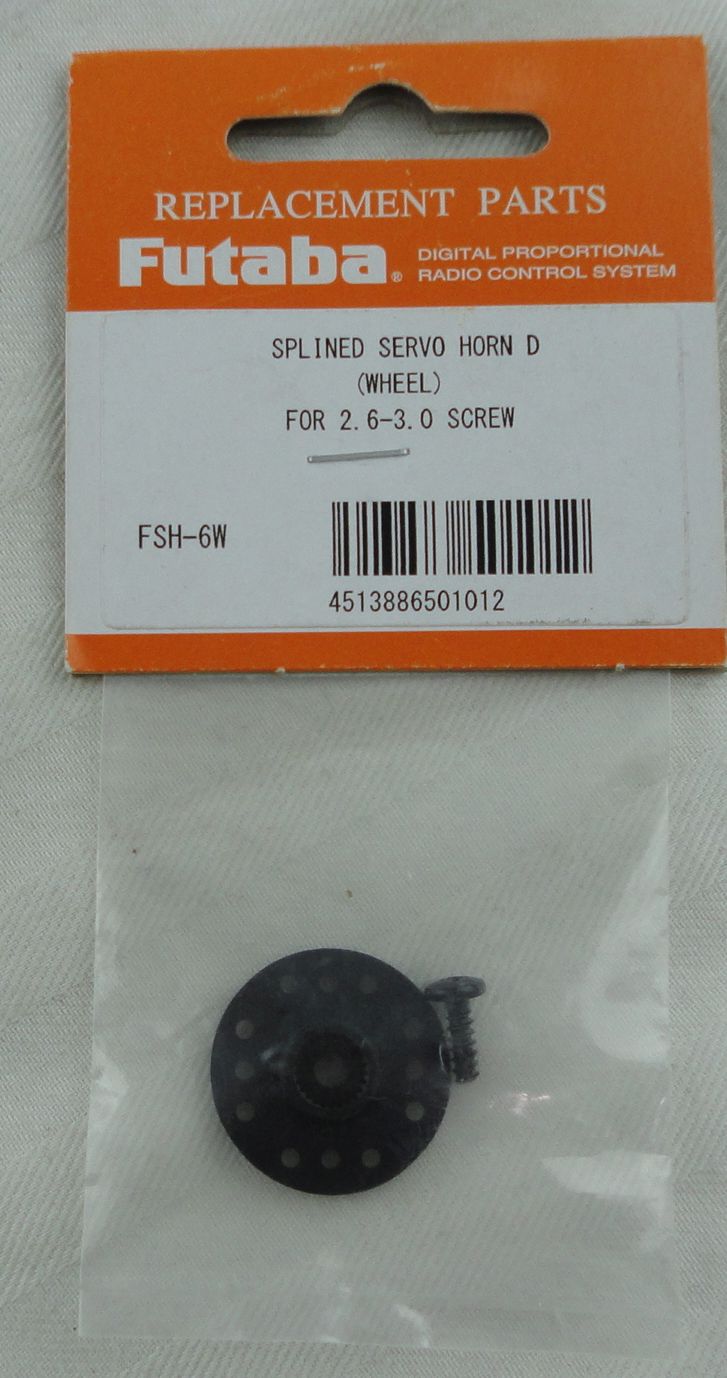 REPLACEMENT PARTS
Futaba® DIGITAL PROPORTIONAL
RADIO CONTROL SYSTEM
SPLINED SERVO HORN D
(WHEEL)
FOR 2.6-3.0 SCREW
FSH-6W
4513886501012